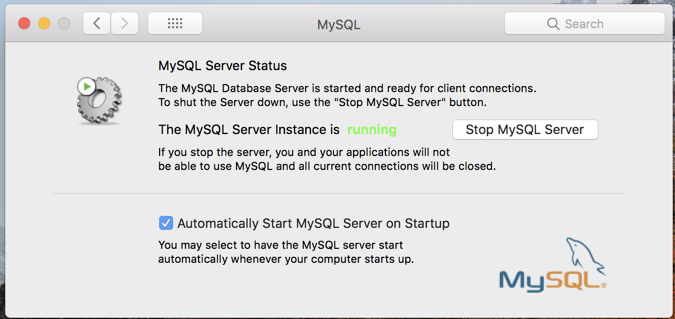 MySQL
Search
MySQL Server Status
The MySQL Database Server is started and ready for client connections.
To shut the Server down, use the "Stop MySQL Server" button.
The MySQL Server Instance is running
Stop MySQL Server
If you stop the server, you and your applications will not
be able to use MySQL and all current connections will be closed.
Automatically Start MySQL Server on Startup
You may select to have the MySQL server start
automatically whenever your computer starts up.
MySQL®